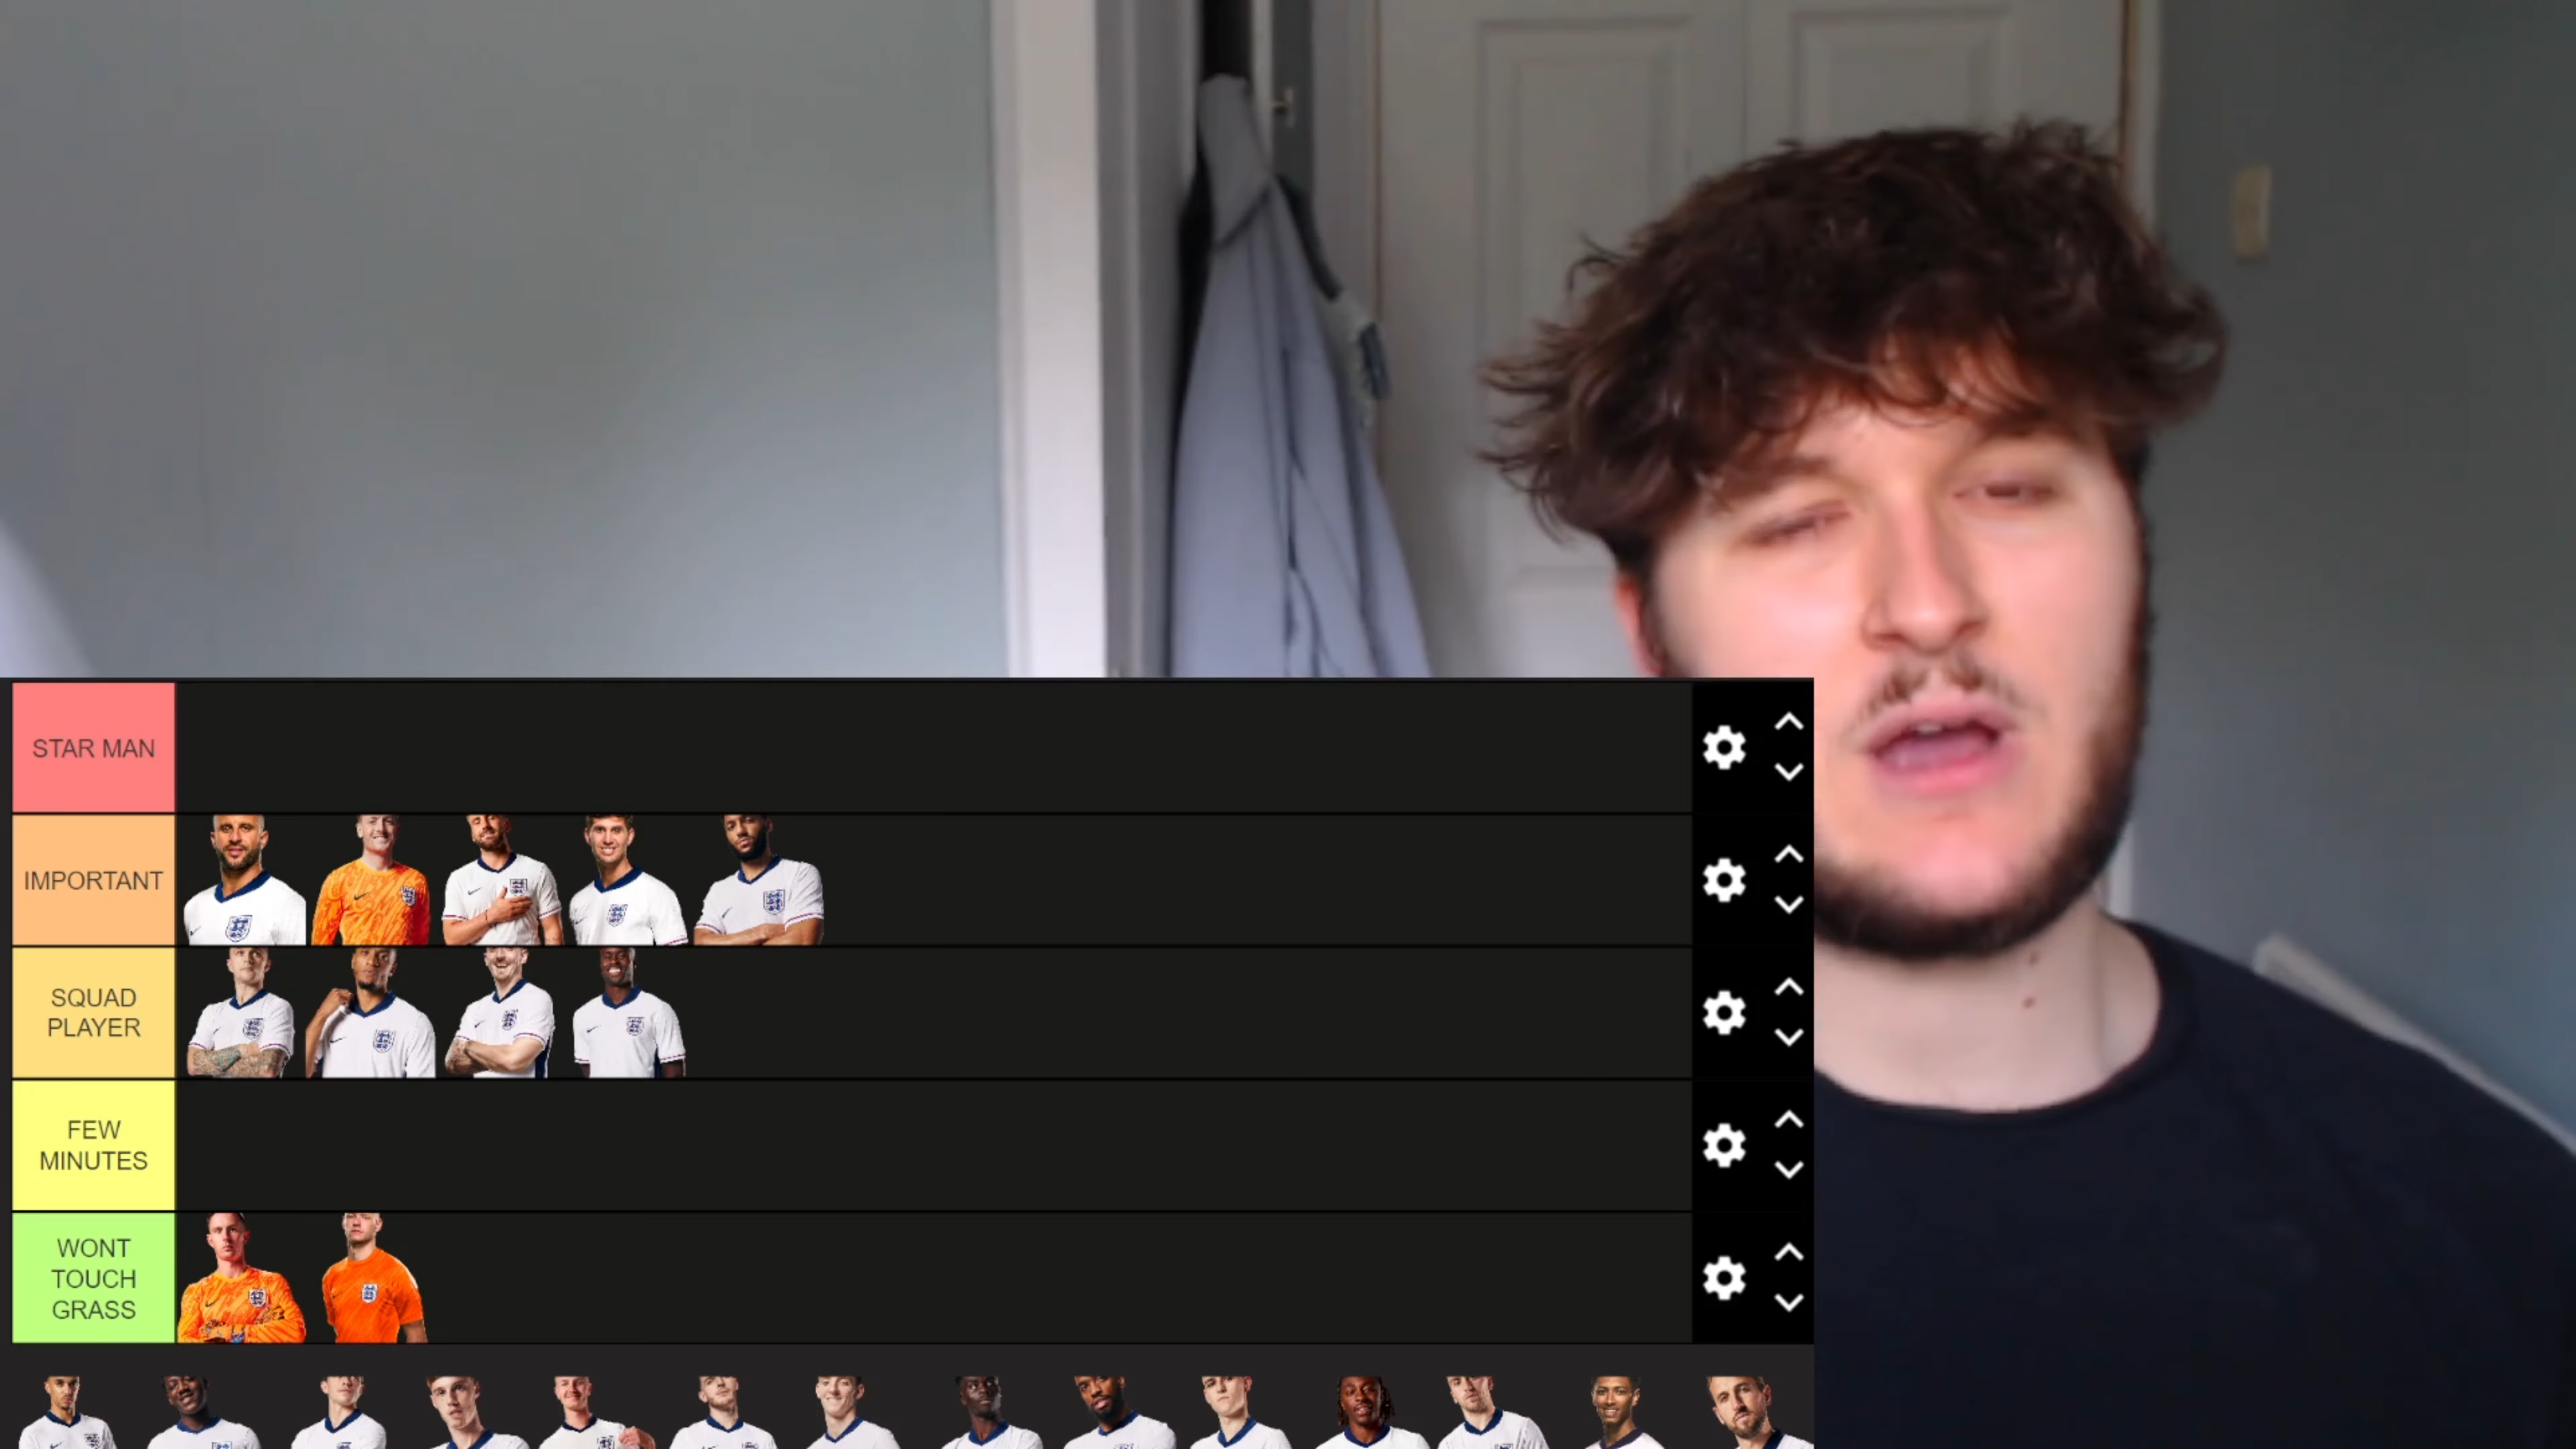 STAR MAN
IMPORTANT
SQUAD
PLAYER
FEW
MINUTES
WONT
TOUCH
GRASS